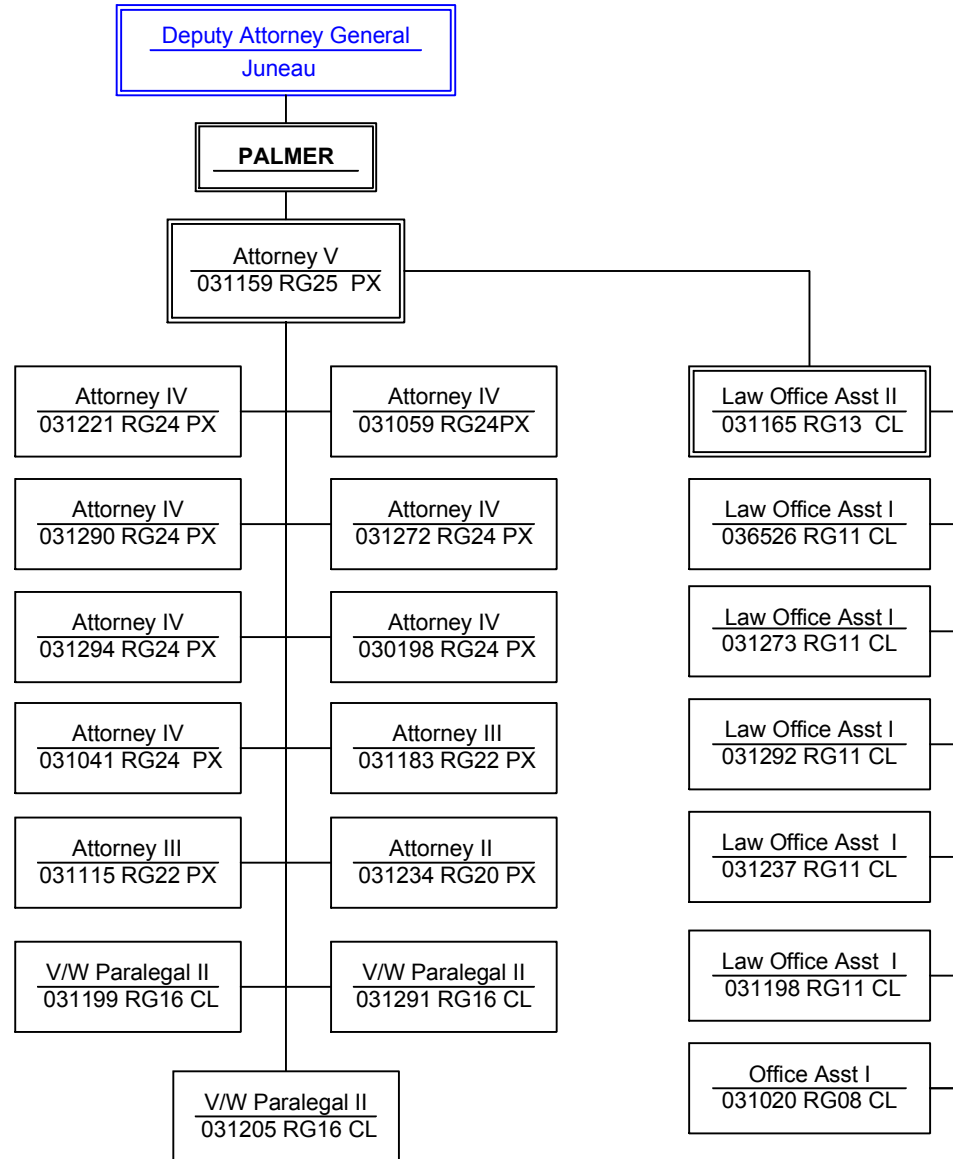 Deputy Attorney General
Juneau
PALMER
Attorney V
031159 RG25  PX
Attorney IV
031221 RG24 PX
Attorney IV
031059 RG24PX
Law Office Asst II
031165 RG13  CL
Attorney IV
031290 RG24 PX
Attorney IV
031272 RG24 PX
Law Office Asst I
036526 RG11 CL
Attorney IV
031294 RG24 PX
Attorney IV
030198 RG24 PX
Law Office Asst I
031273 RG11 CL
Attorney IV
031041 RG24  PX
Attorney III
031183 RG22 PX
Law Office Asst I
031292 RG11 CL
Attorney III
031115 RG22 PX
Attorney II
031234 RG20 PX
Law Office Asst  I
031237 RG11 CL
V/W Paralegal II
031199 RG16 CL
V/W Paralegal II
031291 RG16 CL
Law Office Asst  I
031198 RG11 CL
V/W Paralegal II
031205 RG16 CL
Office Asst I
031020 RG08 CL